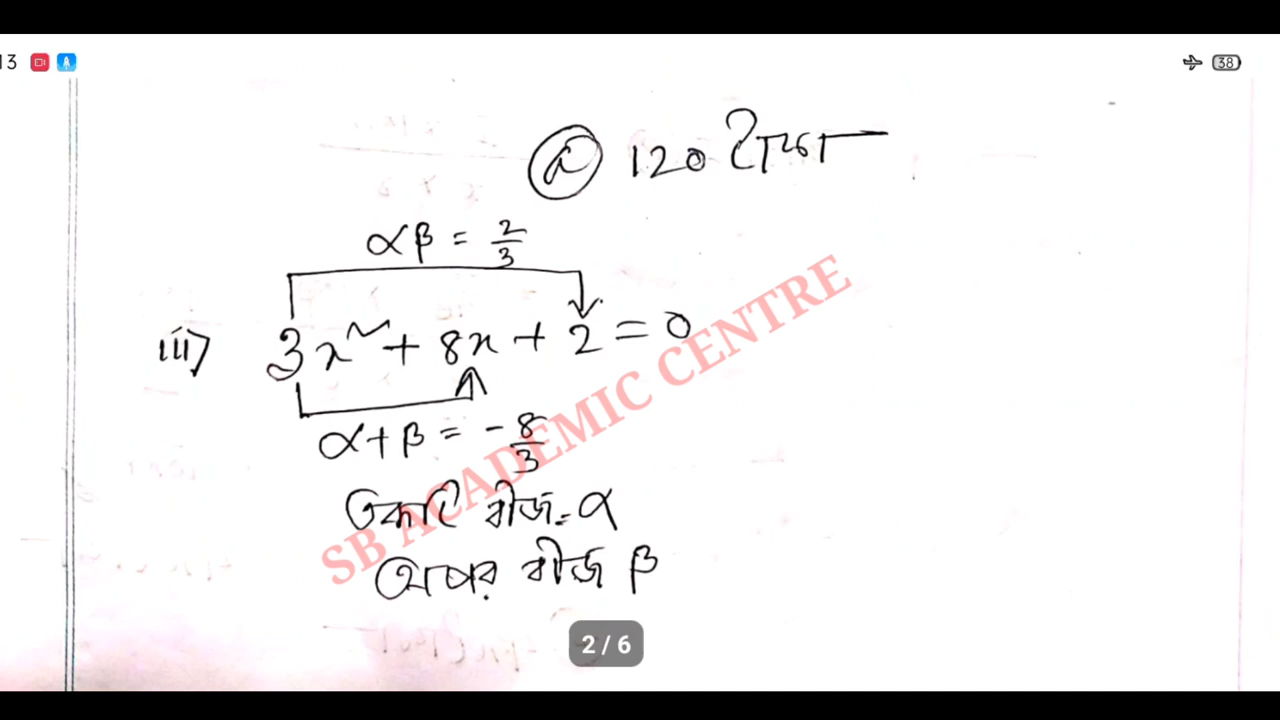 13
38
(a) 120 টাকা
αβ = 2/3
iii) 3x² + 8x + 2 = 0
α + β = - 8/3
একটি বীজ = α
অপর বীজ β
SB ACADEMIC CENTRE
2 / 6